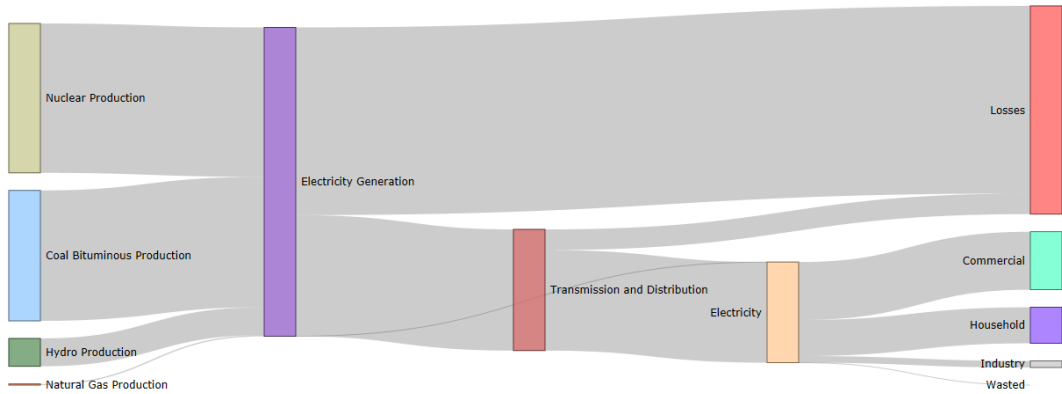 Nuclear Production
Losses
Electricity Generation
Coal Bituminous Production
Commercial
Transmission and Distribution
Electricity
Household
Hydro Production
Industry
Natural Gas Production
Wasted